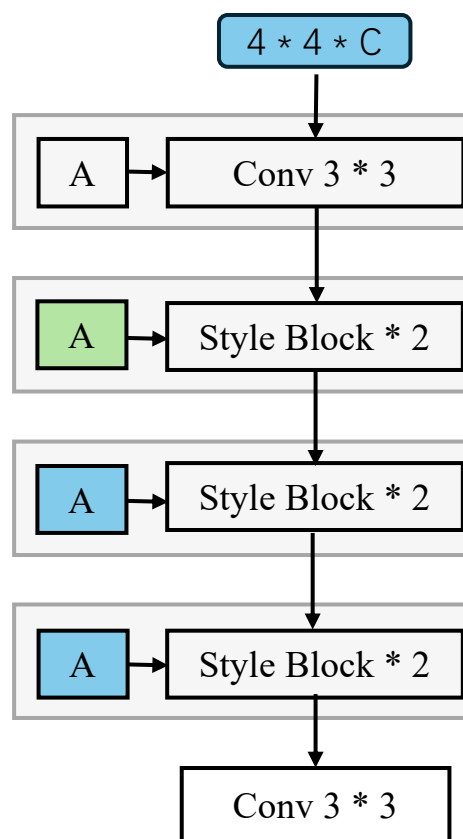 4 * 4 * C
A Conv 3 * 3
A Style Block * 2
A Style Block * 2
A Style Block * 2
Conv 3 * 3